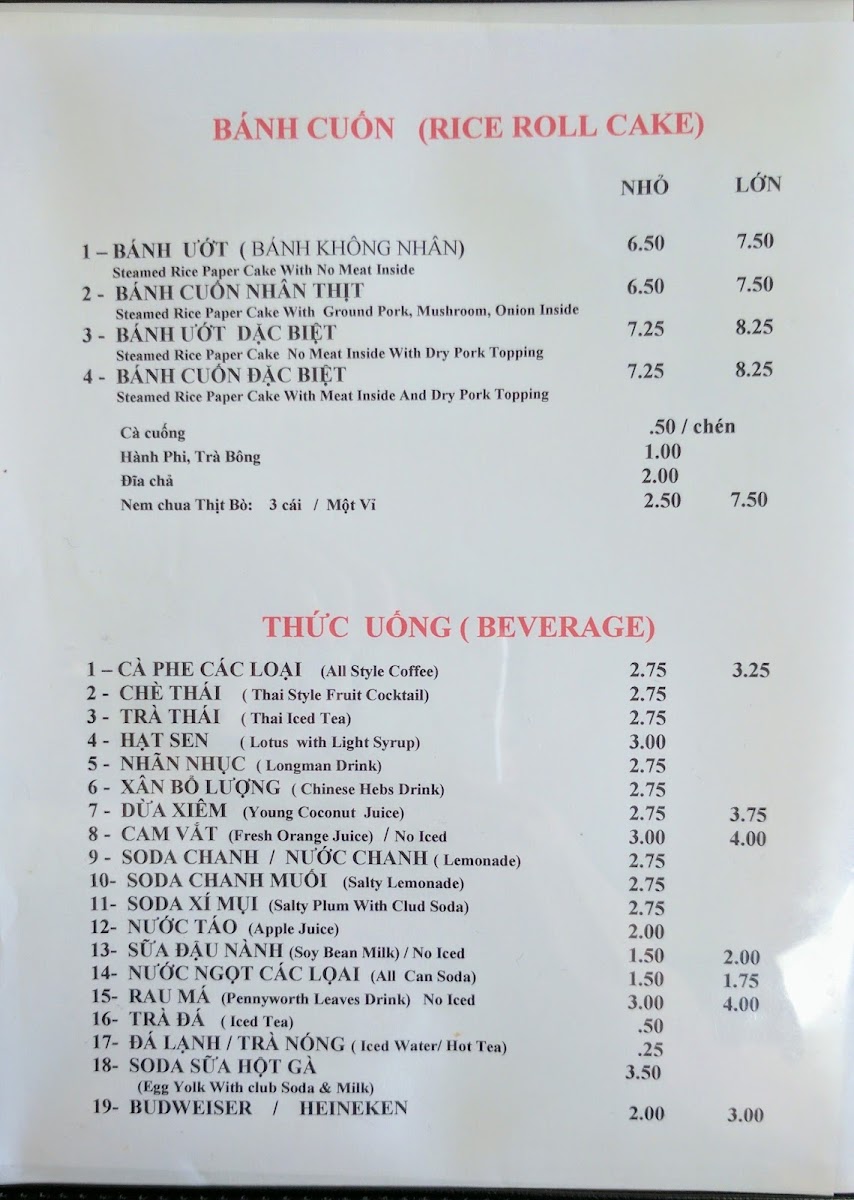 BÁNH CUỐN (RICE ROLL CAKE)
NHỎ LỚN
1 – BÁNH ƯỚT ( BÁNH KHÔNG NHÂN) 6.50 7.50
Steamed Rice Paper Cake With No Meat Inside
2 - BÁNH CUỐN NHÂN THỊT 6.50 7.50
Steamed Rice Paper Cake With Ground Pork, Mushroom, Onion Inside
3 - BÁNH ƯỚT DẶC BIỆT 7.25 8.25
Steamed Rice Paper Cake No Meat Inside With Dry Pork Topping
4 - BÁNH CUỐN ĐẶC BIỆT 7.25 8.25
Steamed Rice Paper Cake With Meat Inside And Dry Pork Topping
Cà cuống .50 / chén
Hành Phi, Trà Bông 1.00
Đĩa chả 2.00
Nem chua Thịt Bò: 3 cái / Một Vỉ 2.50 7.50
THỨC UỐNG ( BEVERAGE)
1 – CÀ PHE CÁC LOẠI (All Style Coffee) 2.75 3.25
2 - CHÈ THÁI ( Thai Style Fruit Cocktail) 2.75
3 - TRÀ THÁI ( Thai Iced Tea) 2.75
4 - HẠT SEN ( Lotus with Light Syrup) 3.00
5 - NHÃN NHỤC ( Longman Drink) 2.75
6 - XÂN BỔ LƯỢNG ( Chinese Hebs Drink) 2.75
7 - DỪA XIÊM (Young Coconut Juice) 2.75 3.75
8 - CAM VẮT (Fresh Orange Juice) / No Iced 3.00 4.00
9 - SODA CHANH / NƯỚC CHANH ( Lemonade) 2.75
10- SODA CHANH MUỐI (Salty Lemonade) 2.75
11- SODA XÍ MỤI (Salty Plum With Clud Soda) 2.75
12- NƯỚC TÁO (Apple Juice) 2.00
13- SỮA ĐẬU NÀNH (Soy Bean Milk) / No Iced 1.50 2.00
14- NƯỚC NGỌT CÁC LỌAI (All Can Soda) 1.50 1.75
15- RAU MÁ (Pennyworth Leaves Drink) No Iced 3.00 4.00
16- TRÀ ĐÁ ( Iced Tea) .50
17- ĐÁ LẠNH / TRÀ NÓNG ( Iced Water/ Hot Tea) .25
18- SODA SỮA HỘT GÀ 3.50
(Egg Yolk With club Soda & Milk)
19- BUDWEISER / HEINEKEN 2.00 3.00